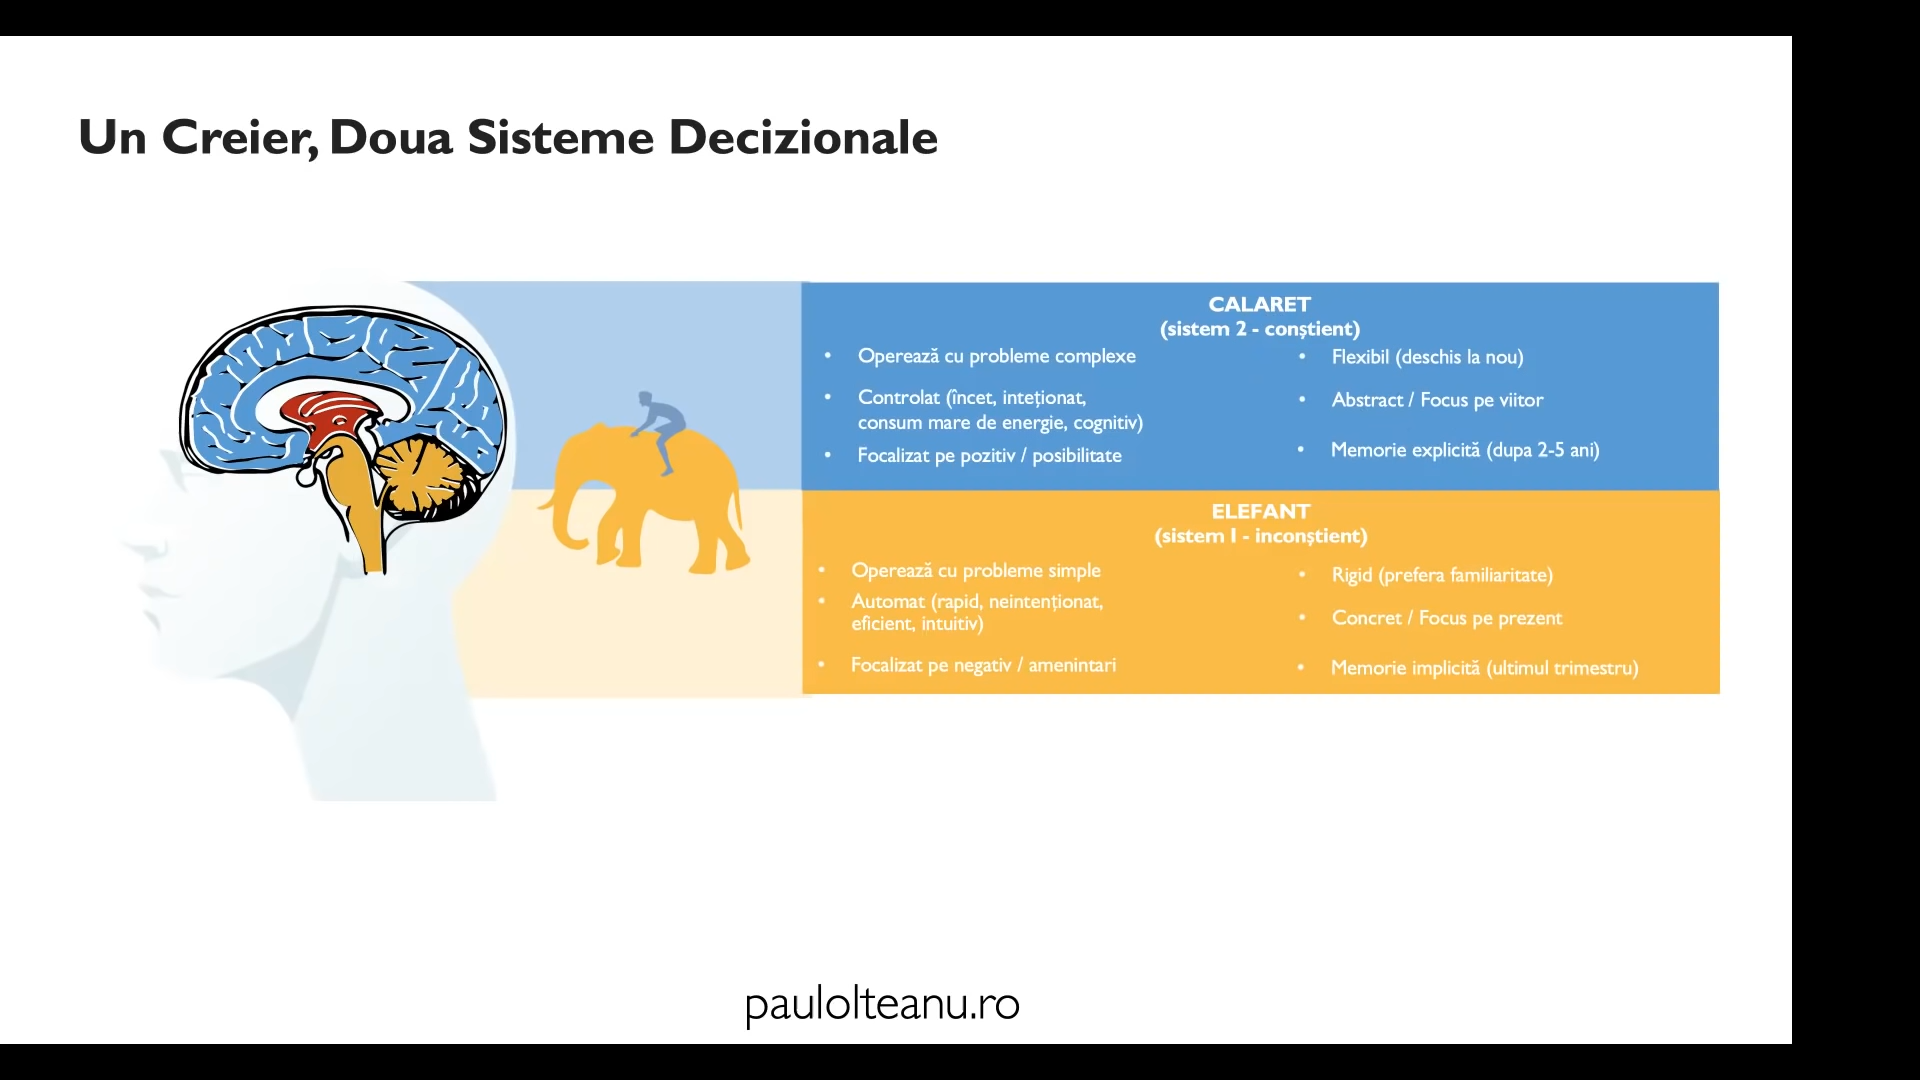 Un Creier, Doua Sisteme Decizionale
CALARET
(sistem 2 - conștient)
• Operează cu probleme complexe
• Controlat (încet, inteționat,
consum mare de energie, cognitiv)
• Focalizat pe pozitiv / posibilitate
• Flexibil (deschis la nou)
• Abstract / Focus pe viitor
• Memorie explicită (dupa 2-5 ani)
ELEFANT
(sistem 1 - inconștient)
• Operează cu probleme simple
• Automat (rapid, neintenționat,
eficient, intuitiv)
• Focalizat pe negativ / amenintari
• Rigid (prefera familiaritate)
• Concret / Focus pe prezent
• Memorie implicită (ultimul trimestru)
paulolteanu.ro